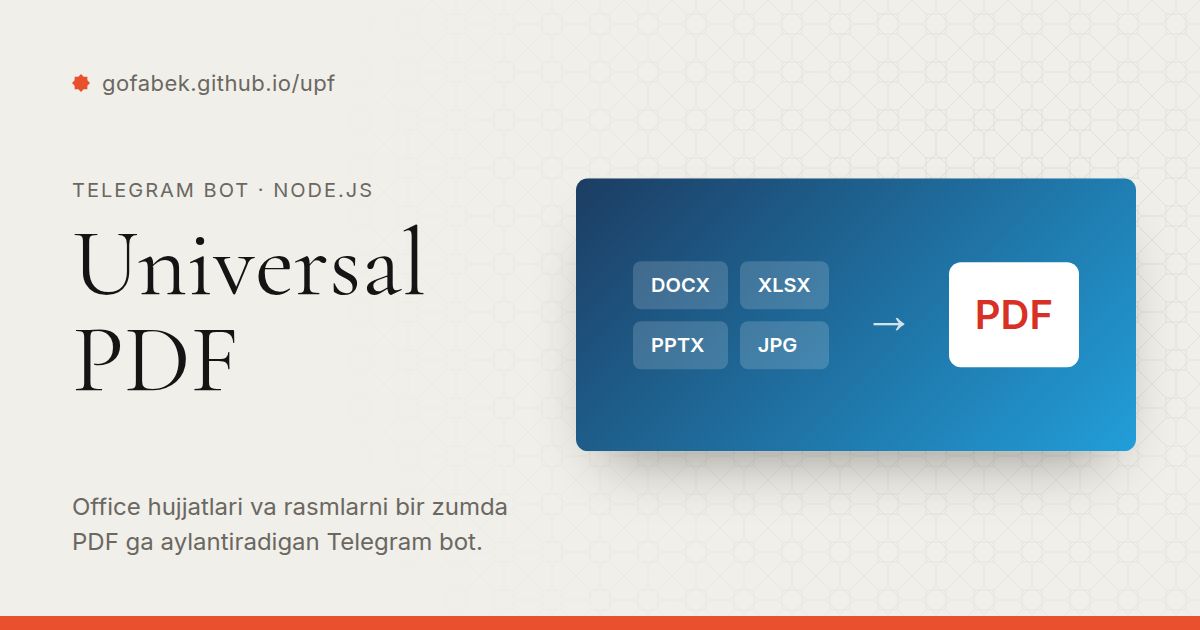 gofabek.github.io/upf
TELEGRAM BOT · NODE.JS
Universal
PDF
Office hujjatlari va rasmlarni bir zumda
PDF ga aylantiradigan Telegram bot.
DOCX XLSX
PPTX JPG
→
PDF